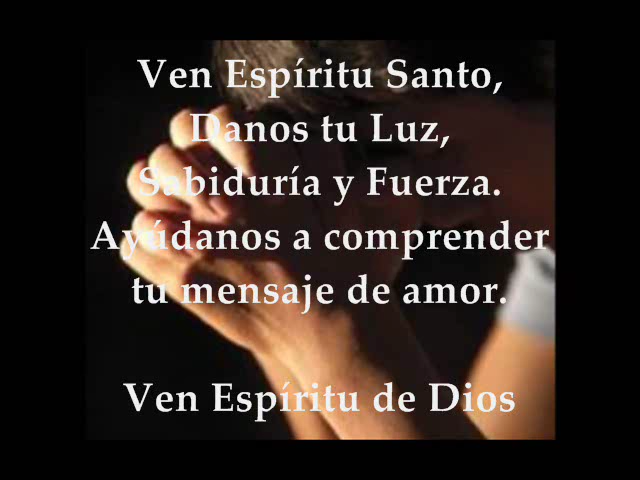 Ven Espíritu Santo,
Danos tu Luz,
Sabiduría y Fuerza.
Ayúdanos a comprender
tu mensaje de amor.
Ven Espíritu de Dios